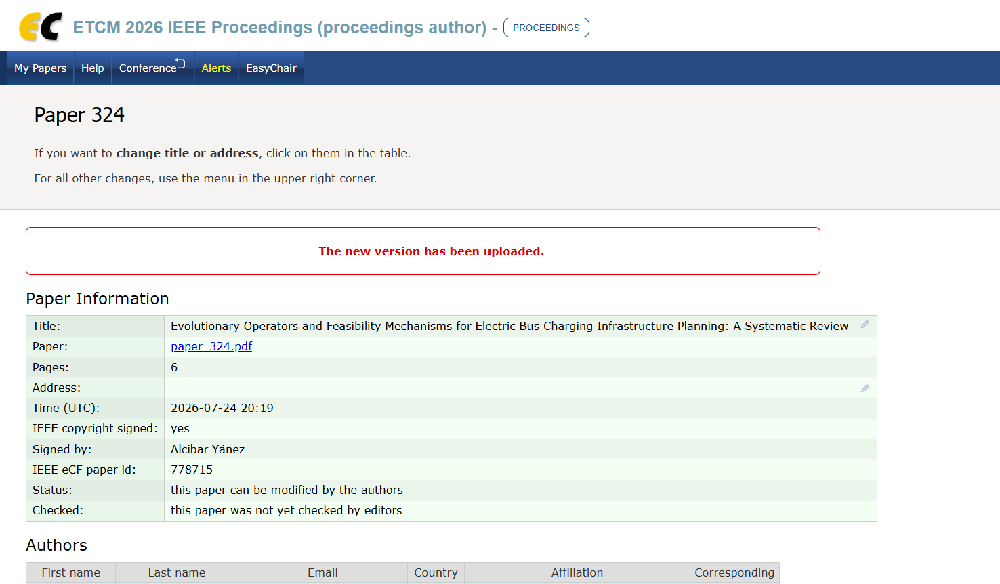 EC
ETCM 2026 IEEE Proceedings (proceedings author) - PROCEEDINGS
My Papers Help Conference Alerts EasyChair
Paper 324
If you want to change title or address, click on them in the table.
For all other changes, use the menu in the upper right corner.
The new version has been uploaded.
Paper Information
Title: Evolutionary Operators and Feasibility Mechanisms for Electric Bus Charging Infrastructure Planning: A Systematic Review
Paper: paper_324.pdf
Pages: 6
Address:
Time (UTC): 2026-07-24 20:19
IEEE copyright signed: yes
Signed by: Alcibar Yánez
IEEE eCF paper id: 778715
Status: this paper can be modified by the authors
Checked: this paper was not yet checked by editors
Authors
First name Last name Email Country Affiliation Corresponding